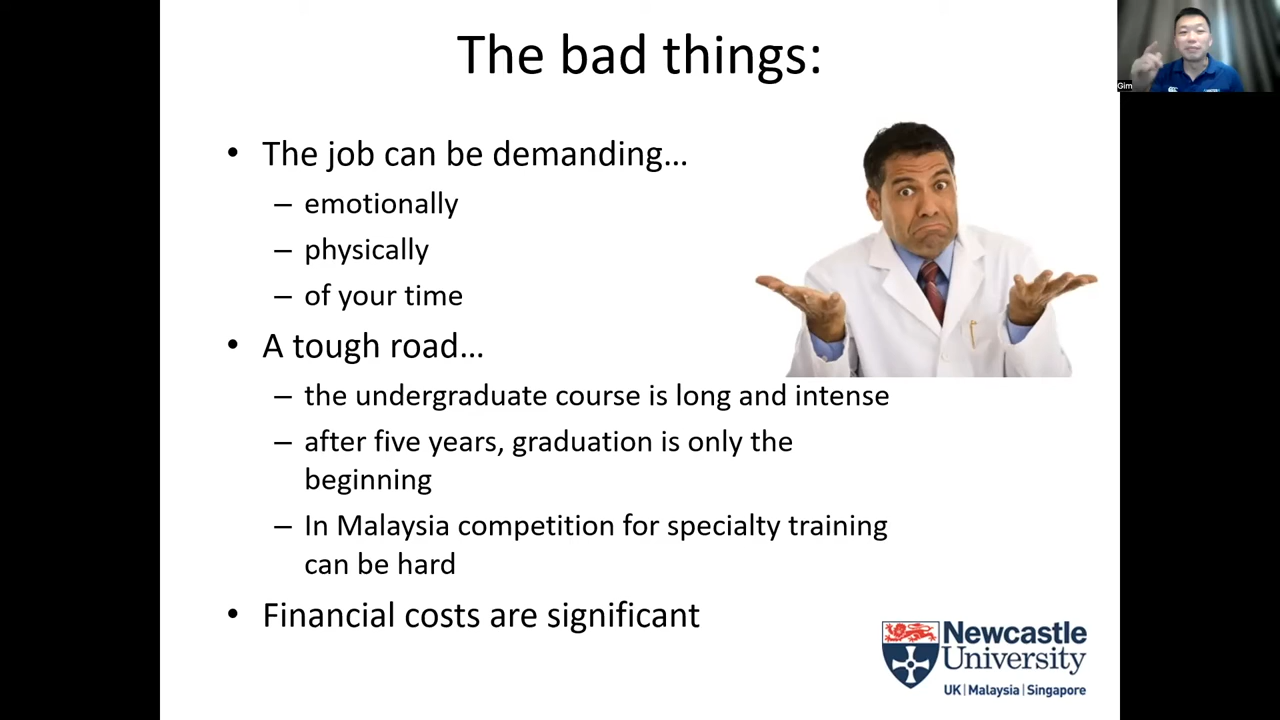 The bad things:
• The job can be demanding…
– emotionally
– physically
– of your time
• A tough road…
– the undergraduate course is long and intense
– after five years, graduation is only the
beginning
– In Malaysia competition for specialty training
can be hard
• Financial costs are significant
Newcastle
University
UK | Malaysia | Singapore
Gim